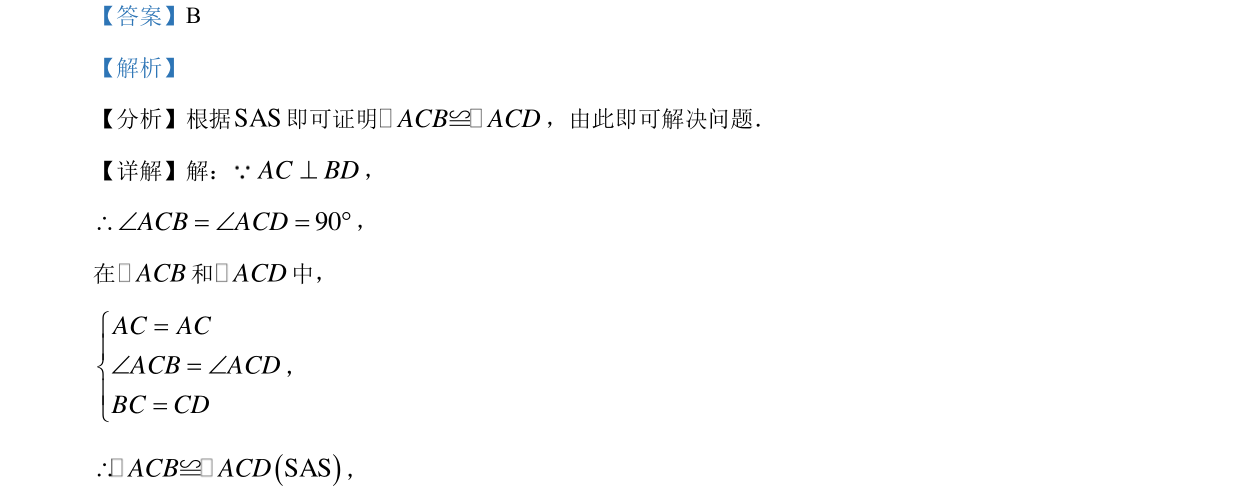 【答案】B
【解析】
【分析】根据SAS即可证明□ACB≌□ACD，由此即可解决问题．
【详解】解：∵AC⊥BD，
∴∠ACB=∠ACD=90°，
在□ACB和□ACD中，
AC=AC
∠ACB=∠ACD，
BC=CD
∴□ACB≌□ACD(SAS)，